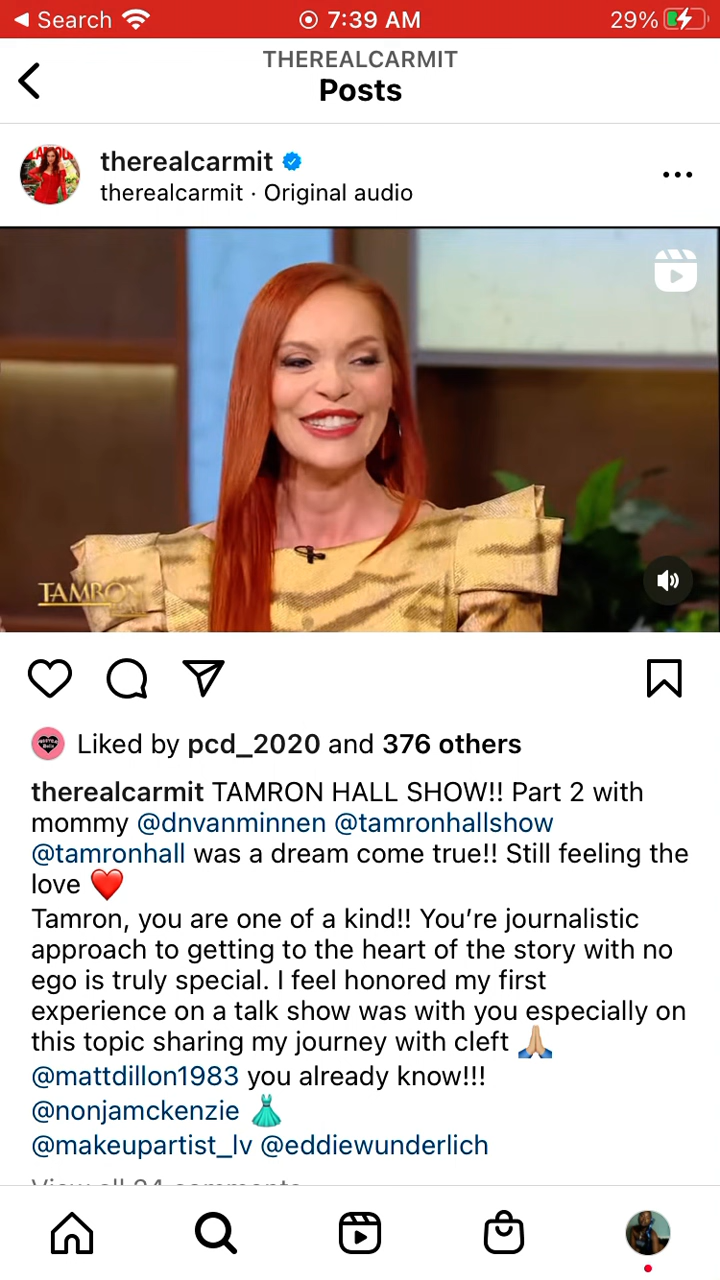 Search 7:39 AM 29%
THEREALCARMIT
Posts
therealcarmit
therealcarmit · Original audio
TAMRON
Liked by pcd_2020 and 376 others
therealcarmit TAMRON HALL SHOW!! Part 2 with
mommy @dnvanminnen @tamronhallshow
@tamronhall was a dream come true!! Still feeling the
love ❤️
Tamron, you are one of a kind!! You’re journalistic
approach to getting to the heart of the story with no
ego is truly special. I feel honored my first
experience on a talk show was with you especially on
this topic sharing my journey with cleft 🙏🏼
@mattdillon1983 you already know!!!
@nonjamckenzie 👗
@makeupartist_lv @eddiewunderlich